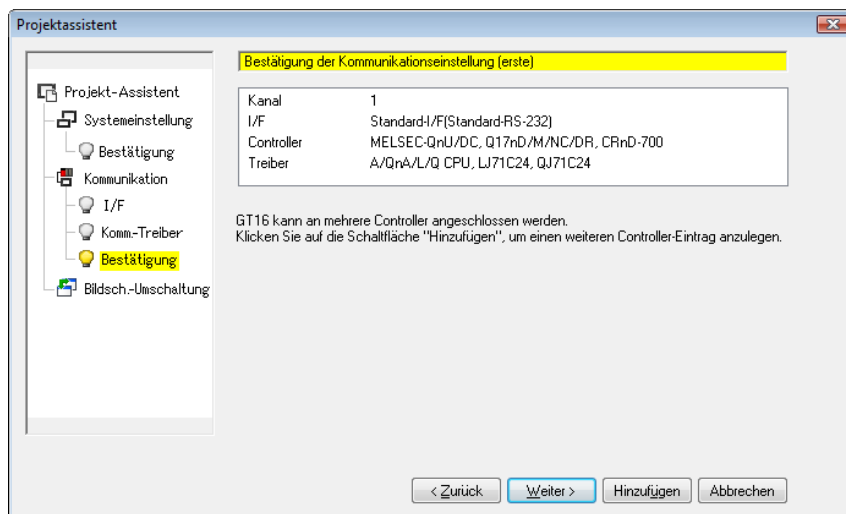 Projektassistent
Projekt-Assistent
Systemeinstellung
Bestätigung
Kommunikation
I/F
Komm.-Treiber
Bestätigung
Bildsch.-Umschaltung
Bestätigung der Kommunikationseinstellung (erste)
Kanal 1
I/F Standard-I/F(Standard-RS-232)
Controller MELSEC-QnU/DC, Q17nD/M/NC/DR, CRnD-700
Treiber A/QnA/L/Q CPU, LJ71C24, QJ71C24
GT16 kann an mehrere Controller angeschlossen werden.
Klicken Sie auf die Schaltfläche "Hinzufügen", um einen weiteren Controller-Eintrag anzulegen.
< Zurück Weiter > Hinzufügen Abbrechen